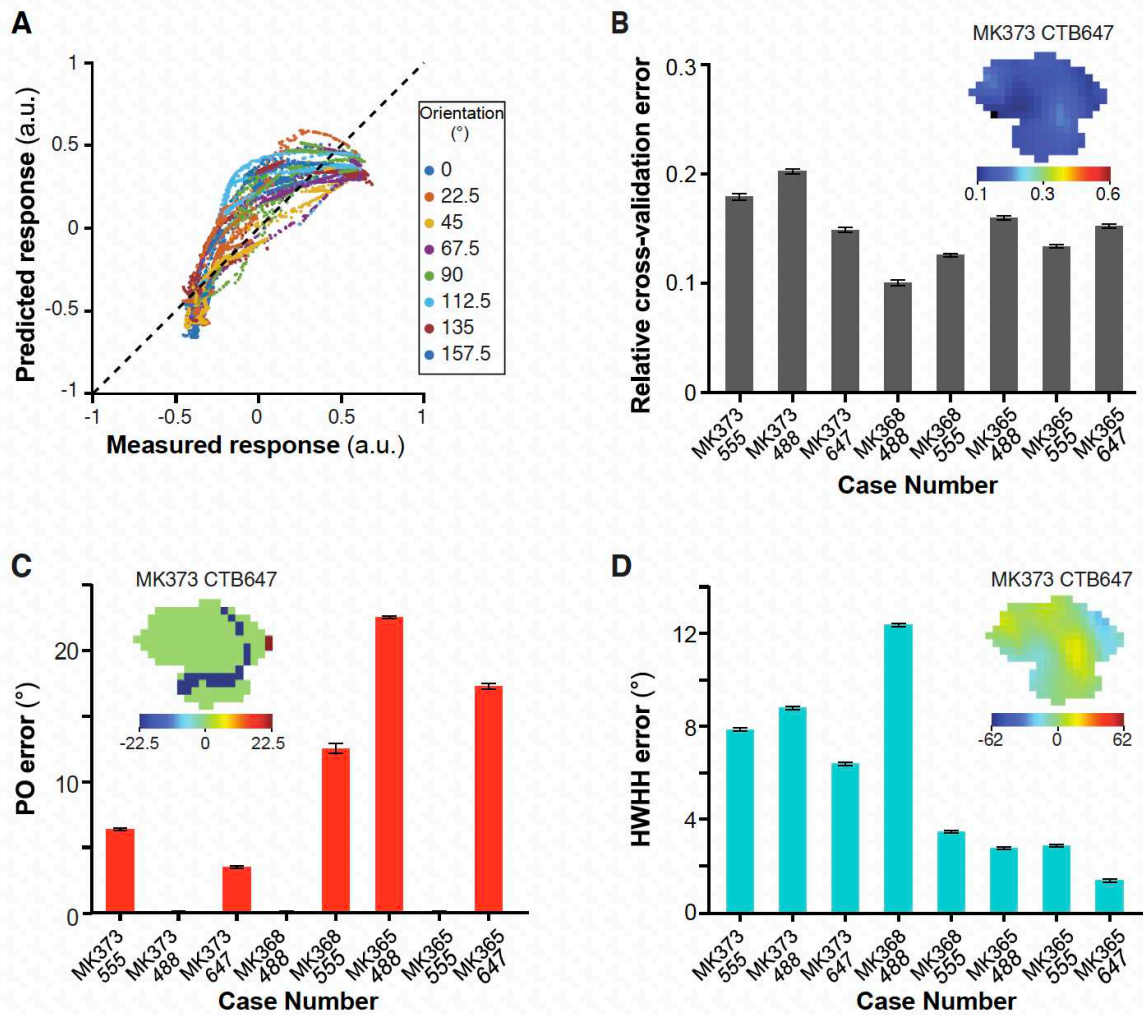 A
Predicted response (a.u.)
1
0.5
0
-0.5
-1
-1
-0.5
0
0.5
1
Measured response (a.u.)
Orientation
(°)
0
22.5
45
67.5
90
112.5
135
157.5
B
MK373 CTB647
Relative cross-validation error
0.3
0.2
0.1
0
0.1
0.3
0.6
MK373
555
MK373
488
MK373
647
MK368
488
MK368
555
MK365
488
MK365
555
MK365
647
Case Number
C
MK373 CTB647
PO error (°)
20
10
0
-22.5
0
22.5
MK373
555
MK373
488
MK373
647
MK368
488
MK368
555
MK365
488
MK365
555
MK365
647
Case Number
D
MK373 CTB647
HWHH error (°)
12
8
4
0
-62
0
62
MK373
555
MK373
488
MK373
647
MK368
488
MK368
555
MK365
488
MK365
555
MK365
647
Case Number